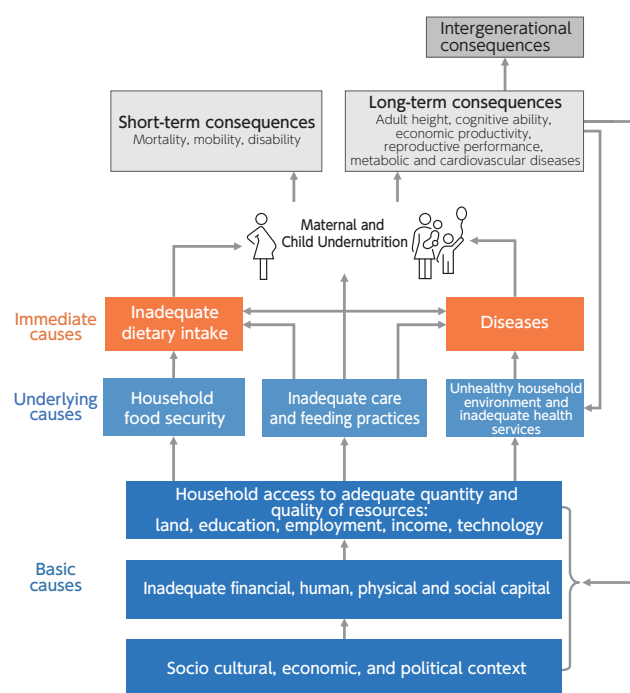 Intergenerational
consequences
Short-term consequences
Mortality, mobility, disability
Long-term consequences
Adult height, cognitive ability,
economic productivity,
reproductive performance,
metabolic and cardiovascular diseases
Maternal and
Child Undernutrition
Immediate
causes
Inadequate
dietary intake
Diseases
Underlying
causes
Household
food security
Inadequate care
and feeding practices
Unhealthy household
environment and
inadequate health
services
Basic
causes
Household access to adequate quantity and
quality of resources:
land, education, employment, income, technology
Inadequate financial, human, physical and social capital
Socio cultural, economic, and political context